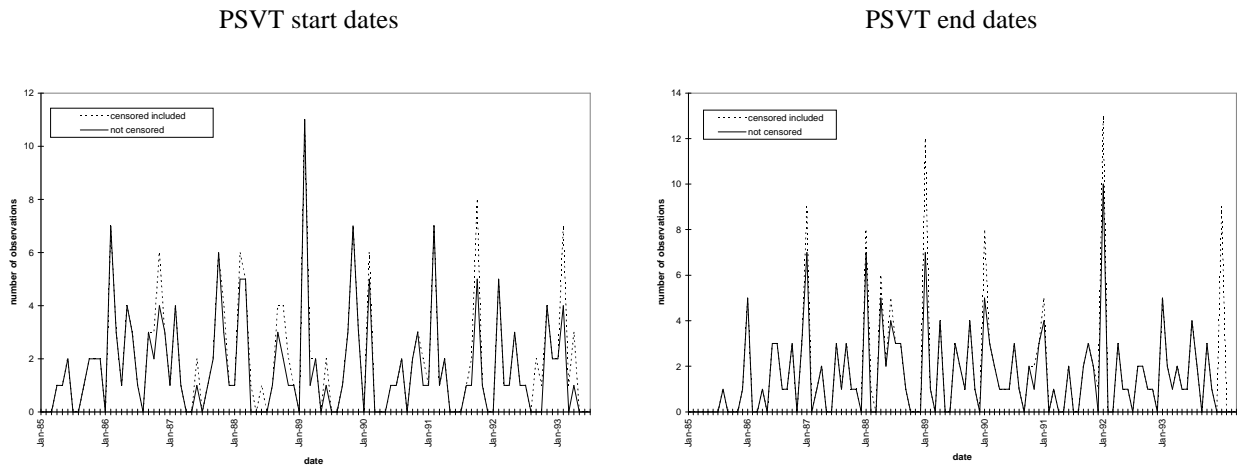 PSVT start dates
12
10
8
6
4
2
0
number of observations
censored included
not censored
Jan-85
Jan-86
Jan-87
Jan-88
Jan-89
Jan-90
Jan-91
Jan-92
Jan-93
date
PSVT end dates
14
12
10
8
6
4
2
0
number of observations
censored included
not censored
Jan-85
Jan-86
Jan-87
Jan-88
Jan-89
Jan-90
Jan-91
Jan-92
Jan-93
date